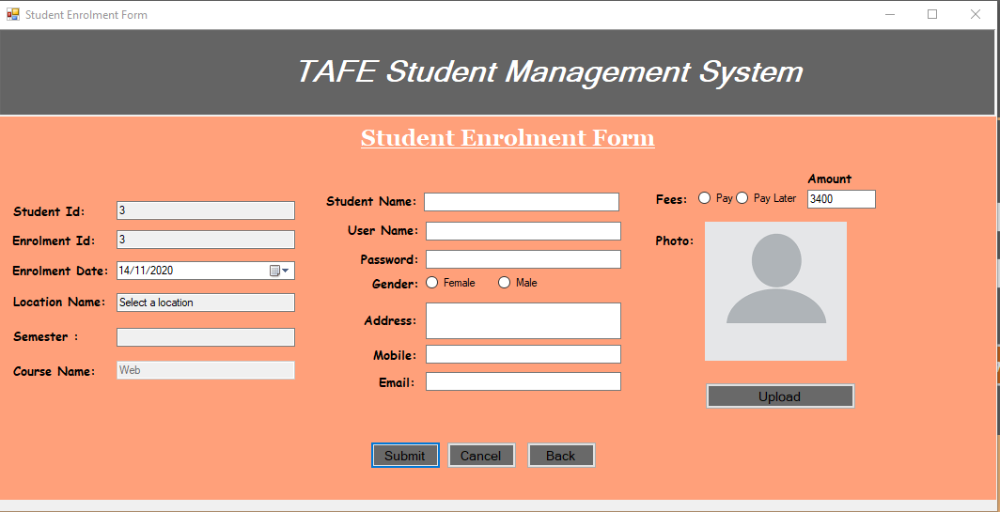 Student Enrolment Form
TAFE Student Management System
Student Enrolment Form
Student Id: 3
Enrolment Id: 3
Enrolment Date: 14/11/2020
Location Name: Select a location
Semester :
Course Name: Web
Student Name:
User Name:
Password:
Gender: Female Male
Address:
Mobile:
Email:
Amount
Fees: Pay Pay Later 3400
Photo:
Upload
Submit Cancel Back